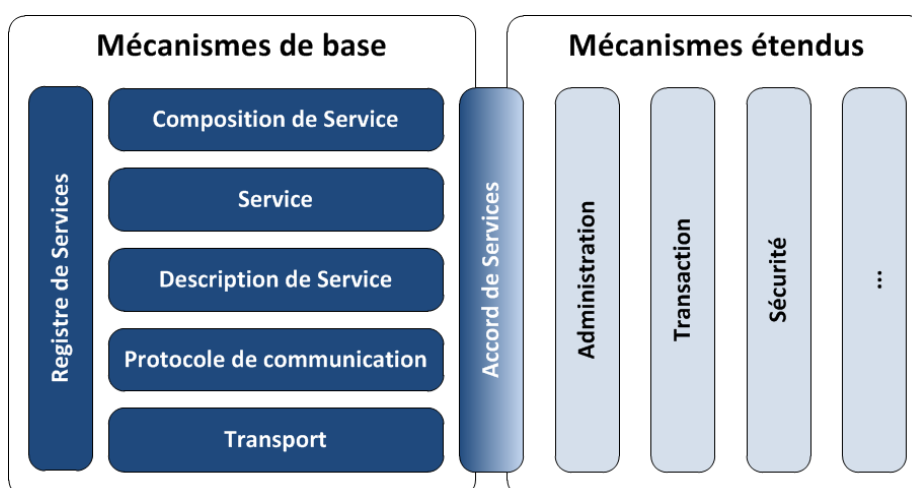 Mécanismes de base
Registre de Services
Composition de Service
Service
Description de Service
Protocole de communication
Transport
Accord de Services
Mécanismes étendus
Administration
Transaction
Sécurité
...